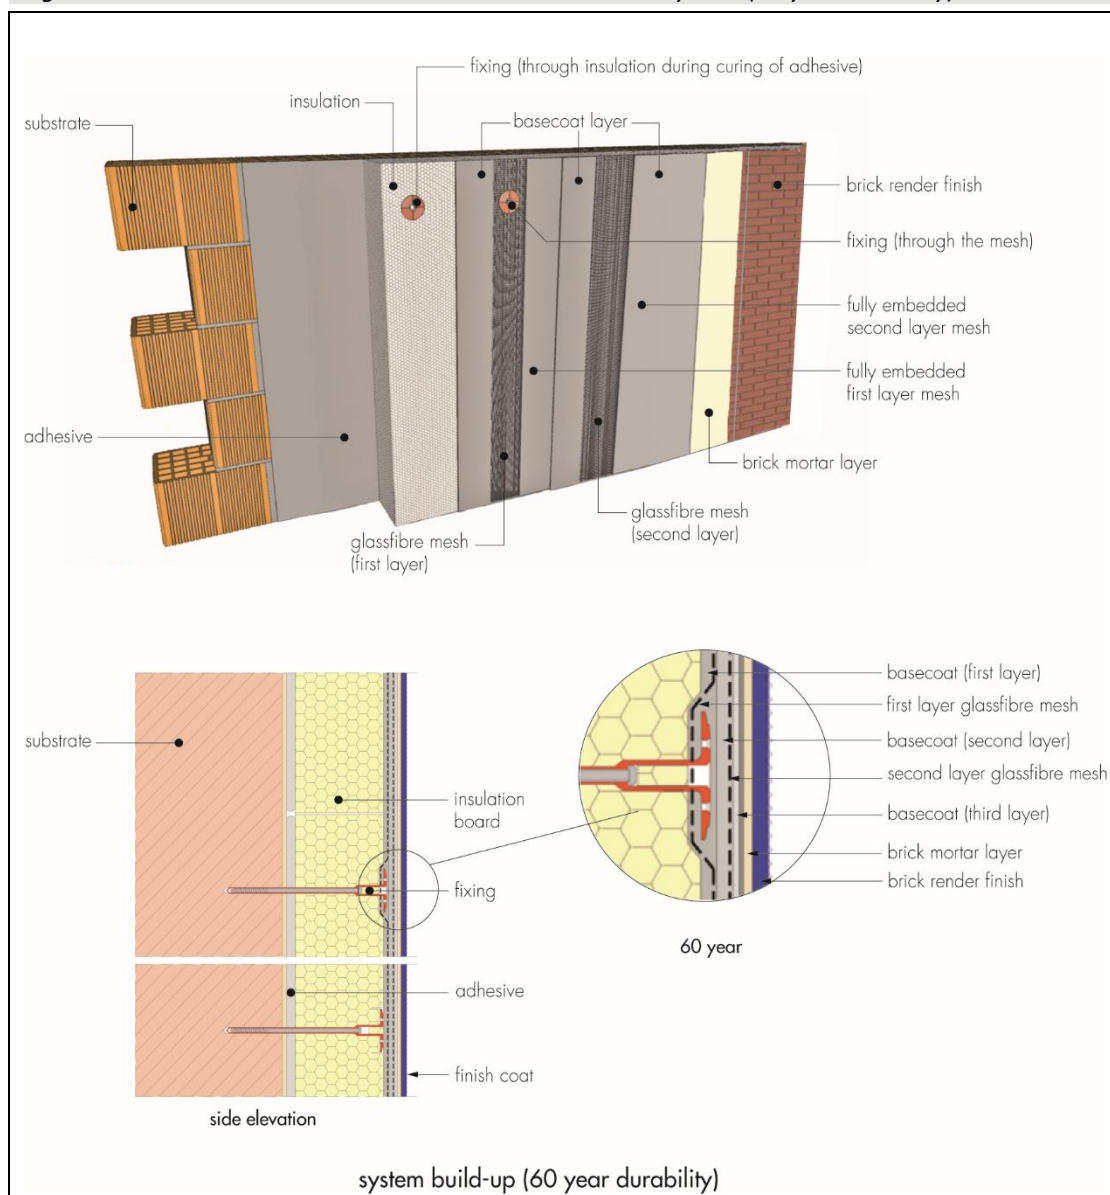 fixing (through insulation during curing of adhesive)
insulation
basecoat layer
substrate
brick render finish
fixing (through the mesh)
fully embedded
second layer mesh
fully embedded
first layer mesh
adhesive
brick mortar layer
glassfibre mesh
(second layer)
glassfibre mesh
(first layer)
basecoat (first layer)
first layer glassfibre mesh
substrate
basecoat (second layer)
second layer glassfibre mesh
insulation
board
basecoat (third layer)
brick mortar layer
fixing
brick render finish
60 year
adhesive
finish coat
side elevation
system build-up (60 year durability)